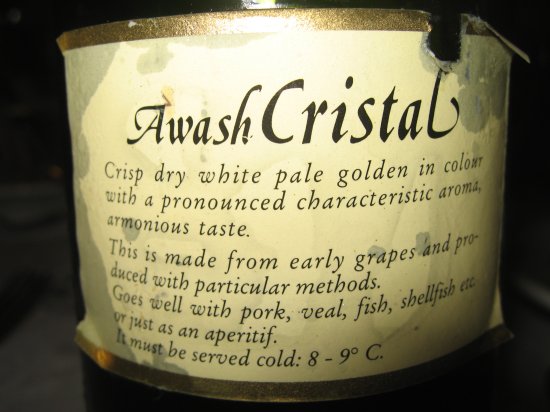 Awash Cristal
Crisp dry white pale golden in colour
with a pronounced characteristic aroma,
armonious taste.
This is made from early grapes and pro-
duced with particular methods.
Goes well with pork, veal, fish, shellfish etc.
or just as an aperitif.
It must be served cold: 8 - 9° C.